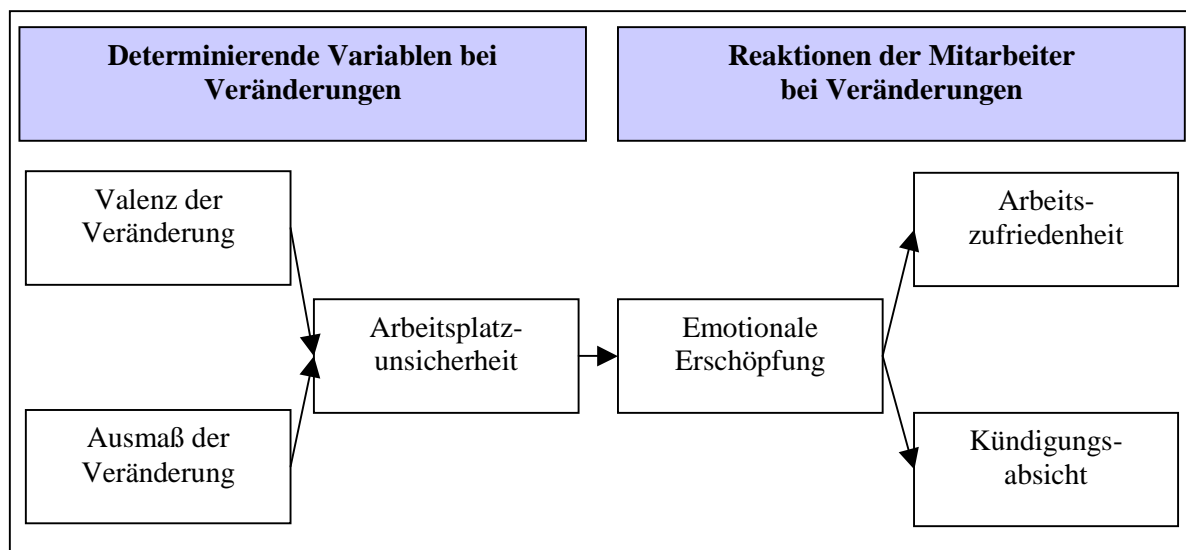 Determinierende Variablen bei
Veränderungen
Reaktionen der Mitarbeiter
bei Veränderungen
Valenz der
Veränderung
Arbeits-
zufriedenheit
Arbeitsplatz-
unsicherheit
Emotionale
Erschöpfung
Ausmaß der
Veränderung
Kündigungs-
absicht